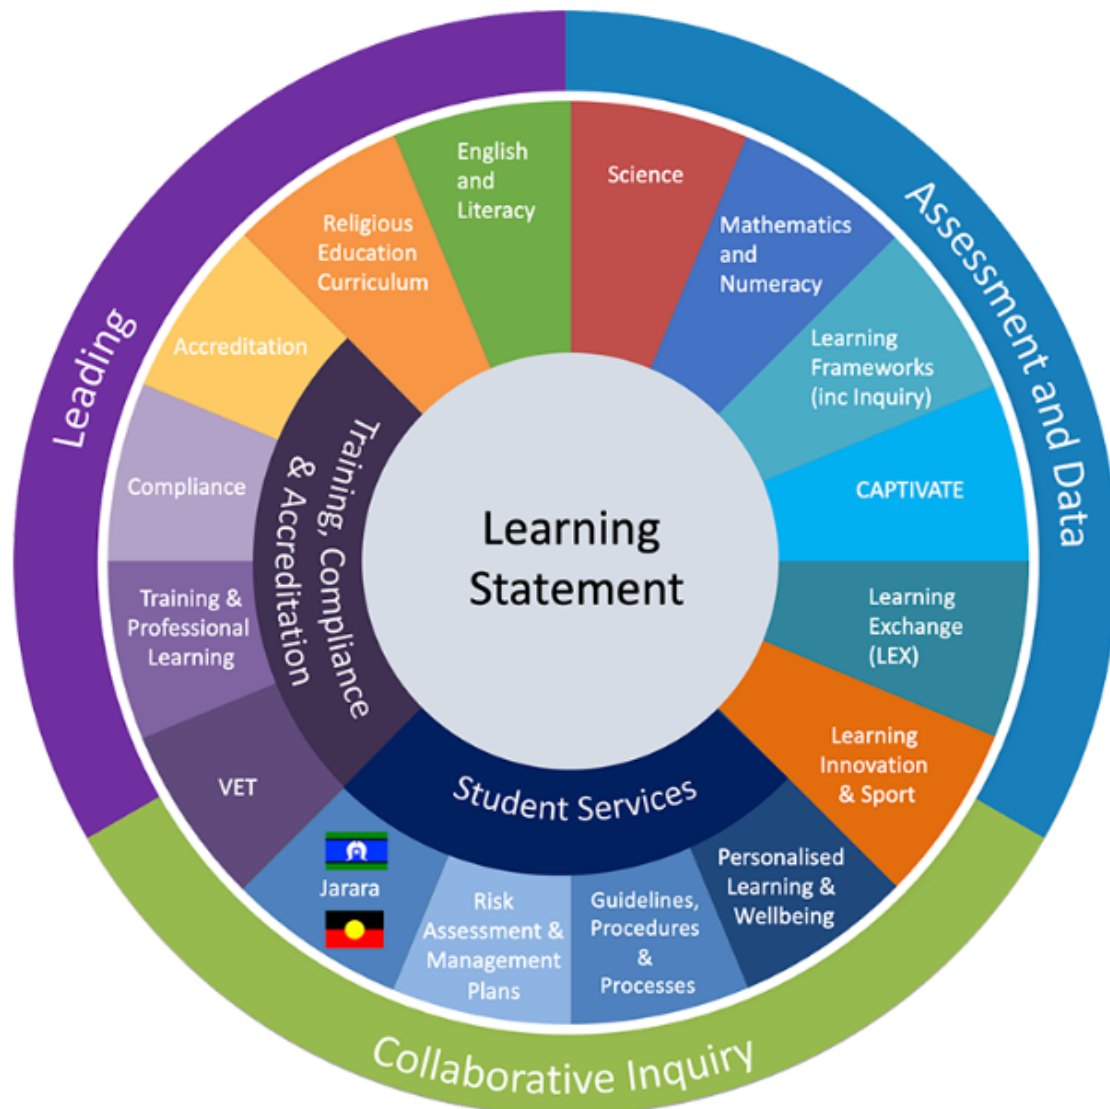 Learning
Statement
Leading
Assessment and Data
Collaborative Inquiry
English
and
Literacy
Science
Mathematics
and
Numeracy
Learning
Frameworks
(inc Inquiry)
CAPTIVATE
Learning
Exchange
(LEX)
Learning
Innovation
& Sport
Personalised
Learning &
Wellbeing
Guidelines,
Procedures
&
Processes
Risk
Assessment &
Management
Plans
Jarara
Student Services
VET
Training &
Professional
Learning
Compliance
Accreditation
Training, Compliance
& Accreditation
Religious
Education
Curriculum